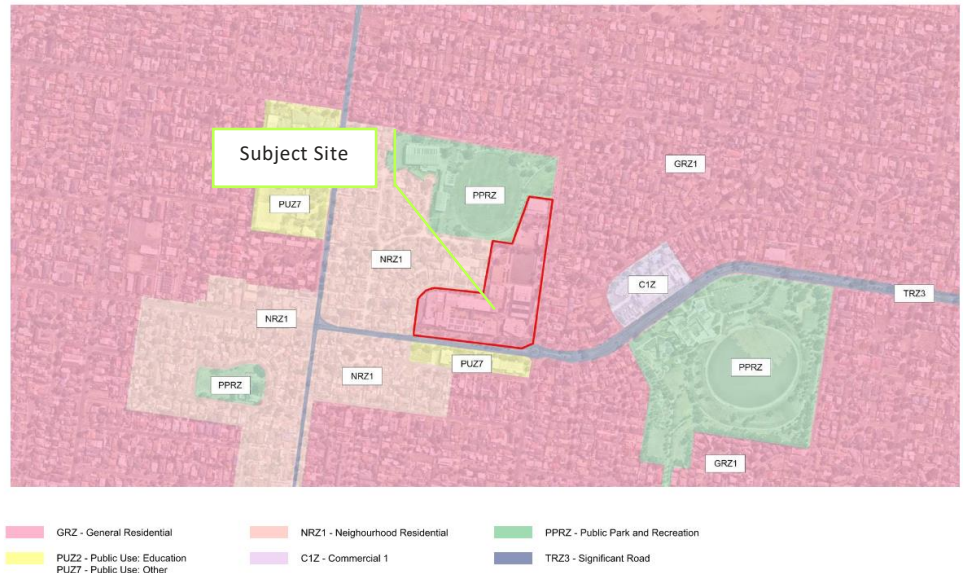 Subject Site
GRZ1
PPRZ
PUZ7
NRZ1
C1Z
TRZ3
NRZ1
PUZ7
PPRZ
NRZ1
PPRZ
GRZ1
GRZ - General Residential
NRZ1 - Neighourhood Residential
PPRZ - Public Park and Recreation
PUZ2 - Public Use: Education
PUZ7 - Public Use: Other
C1Z - Commercial 1
TRZ3 - Significant Road